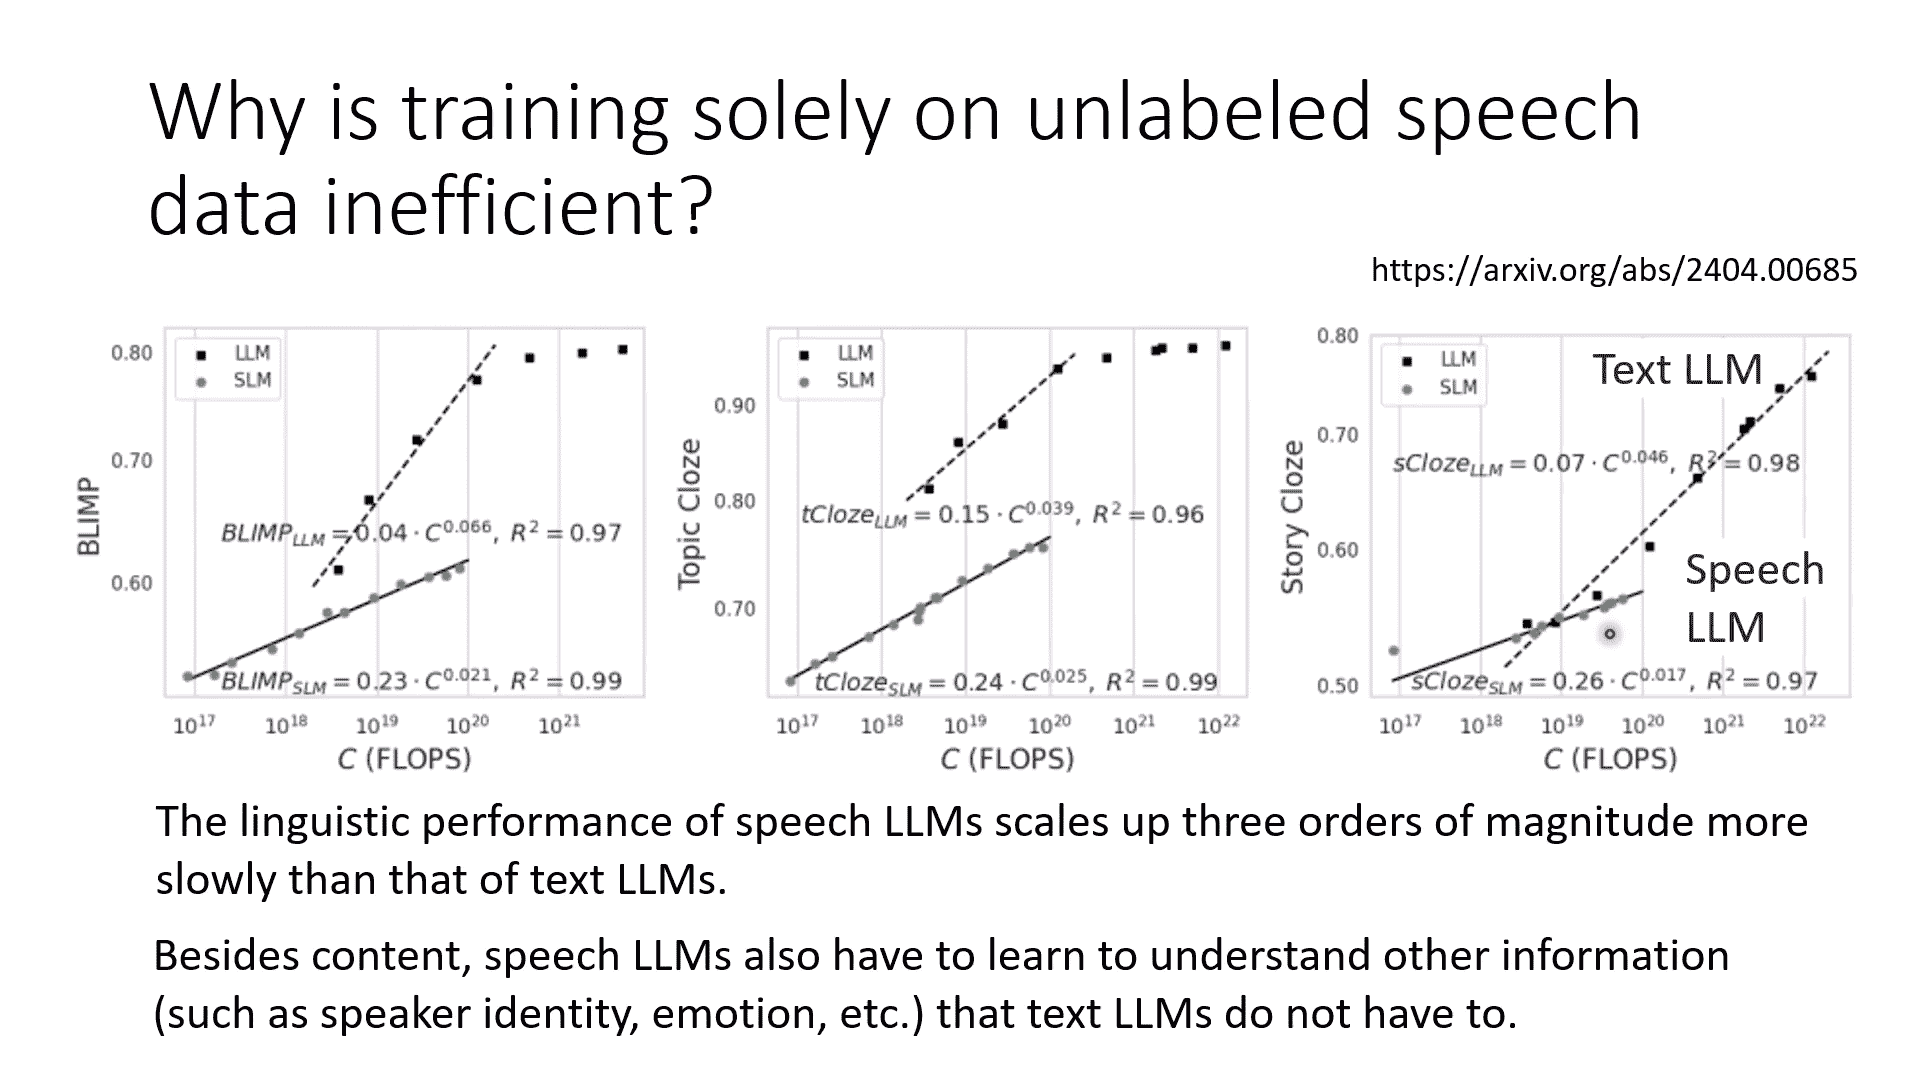 Why is training solely on unlabeled speech
data inefficient?
https://arxiv.org/abs/2404.00685
LLM
SLM
0.80
0.70
0.60
BLIMP
BLIMP_LLM = 0.04 · C^0.066, R² = 0.97
BLIMP_SLM = 0.23 · C^0.021, R² = 0.99
10^17 10^18 10^19 10^20 10^21
C (FLOPS)
LLM
SLM
0.90
0.80
0.70
Topic Cloze
tCloze_LLM = 0.15 · C^0.039, R² = 0.96
tCloze_SLM = 0.24 · C^0.025, R² = 0.99
10^17 10^18 10^19 10^20 10^21 10^22
C (FLOPS)
LLM
SLM
0.80
0.70
0.60
0.50
Story Cloze
Text LLM
sCloze_LLM = 0.07 · C^0.046, R² = 0.98
Speech
LLM
sCloze_SLM = 0.26 · C^0.017, R² = 0.97
10^17 10^18 10^19 10^20 10^21 10^22
C (FLOPS)
The linguistic performance of speech LLMs scales up three orders of magnitude more
slowly than that of text LLMs.
Besides content, speech LLMs also have to learn to understand other information
(such as speaker identity, emotion, etc.) that text LLMs do not have to.